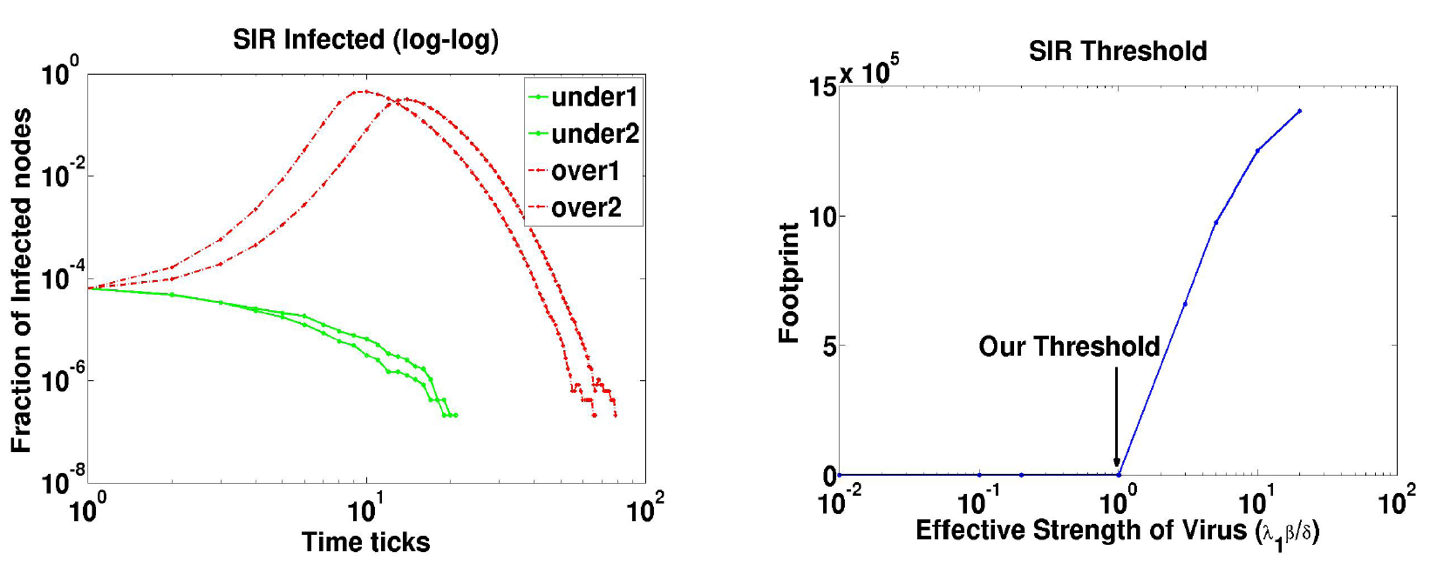 SIR Infected (log-log)
Fraction of Infected nodes
10^0
10^-2
10^-4
10^-6
10^-8
under1
under2
over1
over2
10^0
10^1
10^2
Time ticks
SIR Threshold
Footprint
15 x 10^5
10
5
0
Our Threshold
10^-2
10^-1
10^0
10^1
10^2
Effective Strength of Virus (λ_1β/δ)